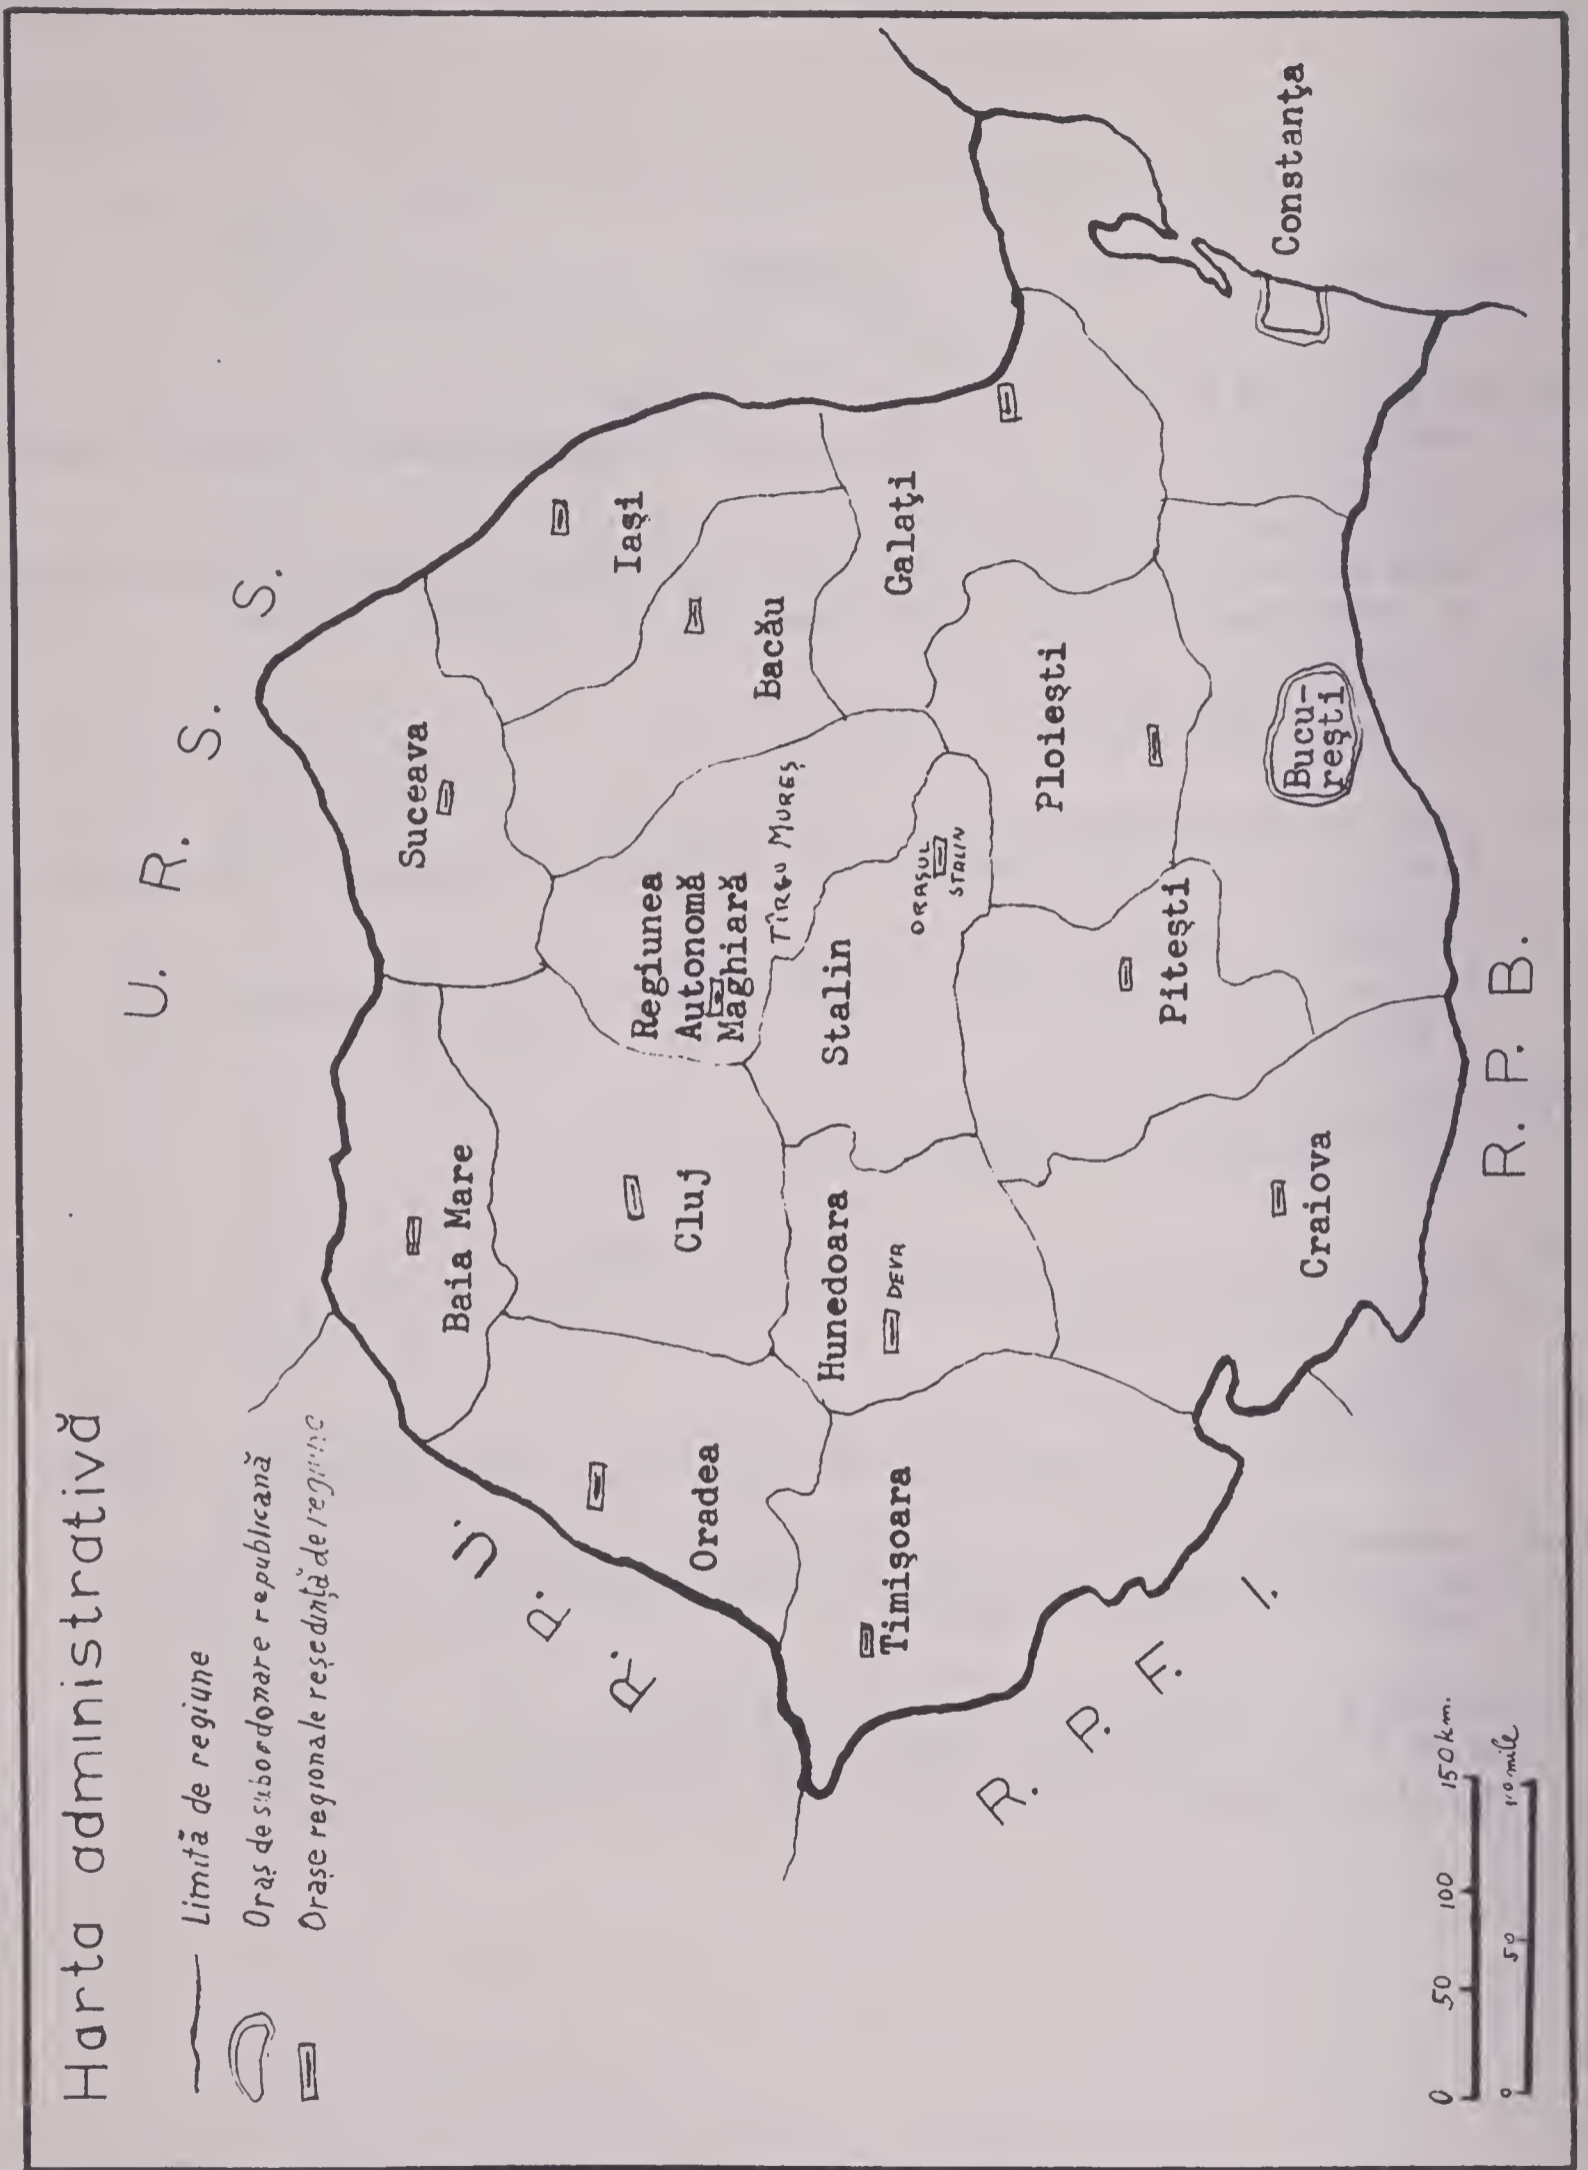 Harta administrativă
Limită de regiune
Oraș de subordonare republicană
Orașe regionale reședință de regiune
U. R. S. S.
Suceava
Iași
Baia Mare
Bacău
Cluj
Regiunea
Autonomă
Maghiară
TÎRGU MUREȘ
Oradea
Galați
Stalin
ORAȘUL
STALIN
Hunedoara
DEVA
Timișoara
Ploiești
Pitești
Bucu-
rești
Constanța
Craiova
R. P. U.
R. P. F. I.
R. P. B.
0 50 100 150 km.
0 50 100 mile